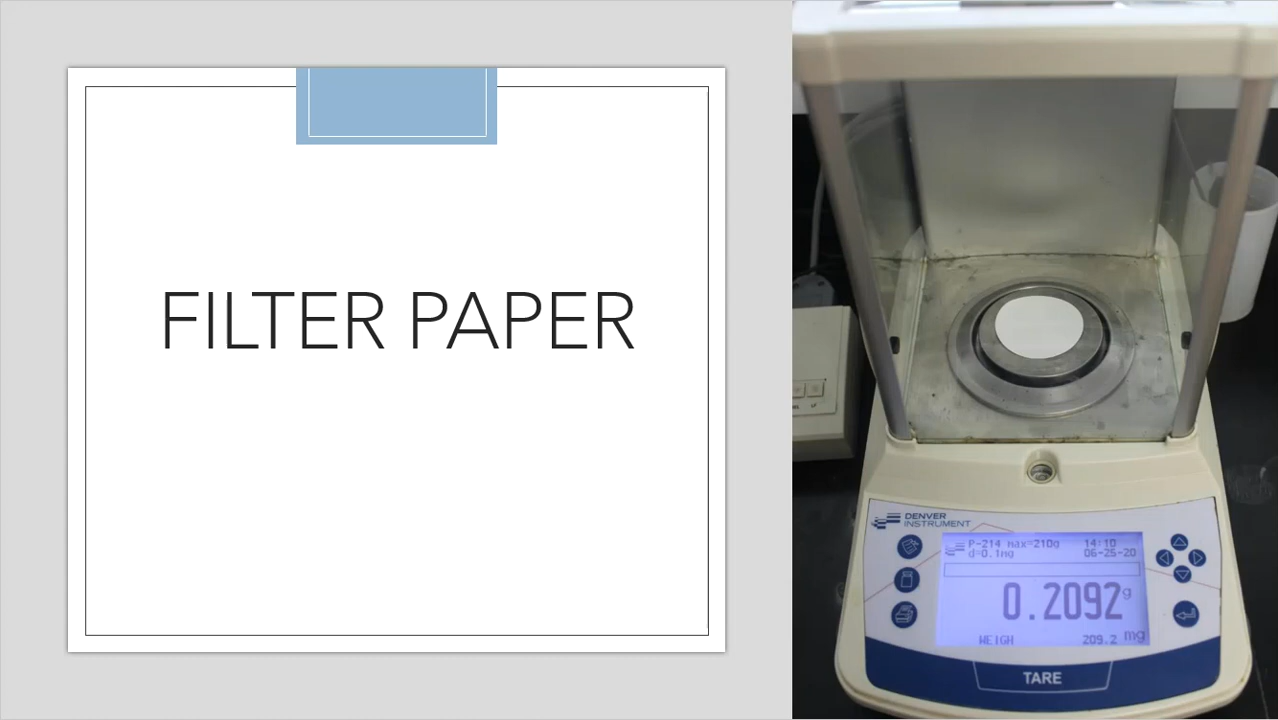 FILTER PAPER
DENVER
INSTRUMENT
P-214 max=210g 14:10
d=0.1mg 06-25-20
0.2092 g
WEIGH 209.2 mg
TARE